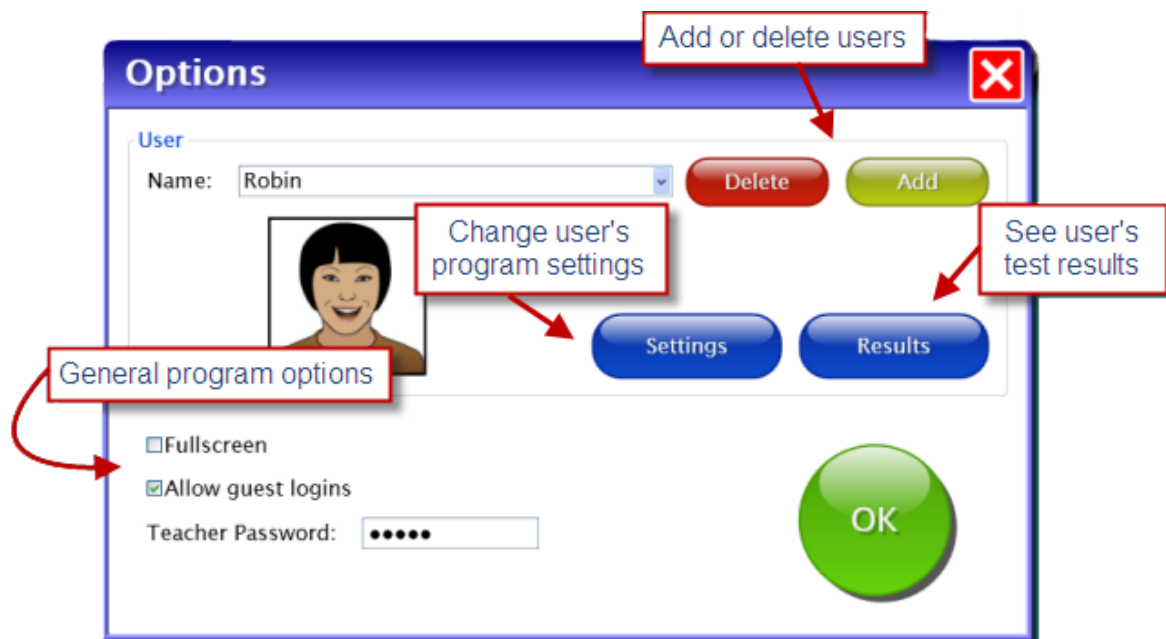 Add or delete users
Options
User
Name: Robin Delete Add
Change user's
program settings
See user's
test results
Settings Results
General program options
Fullscreen
Allow guest logins
Teacher Password: •••••
OK